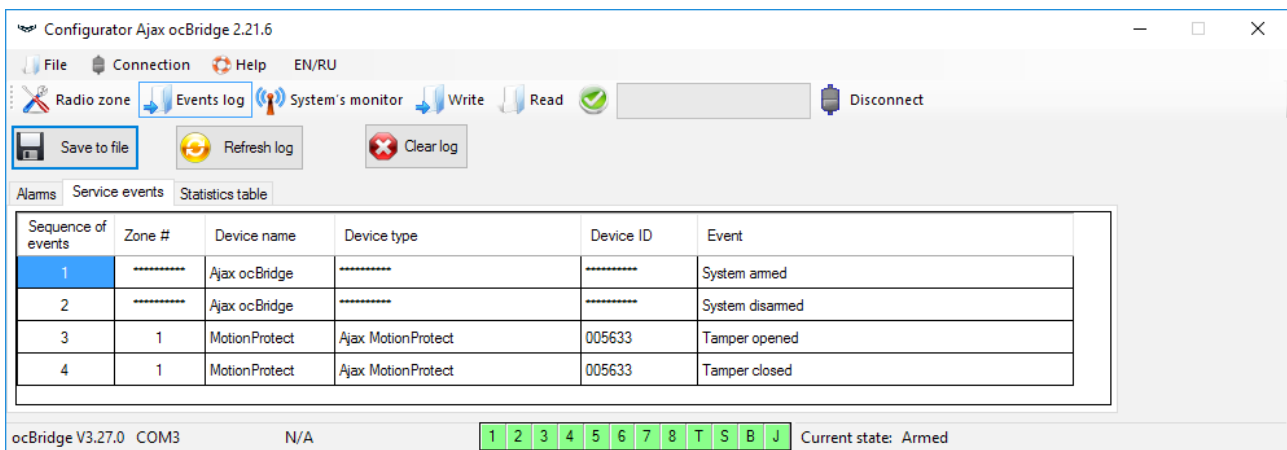 Configurator Ajax ocBridge 2.21.6
File Connection Help EN/RU
Radio zone Events log System's monitor Write Read Disconnect
Save to file Refresh log Clear log
Alarms Service events Statistics table
Sequence of events Zone # Device name Device type Device ID Event
1 ********** Ajax ocBridge ********** ********** System armed
2 ********** Ajax ocBridge ********** ********** System disarmed
3 1 MotionProtect Ajax MotionProtect 005633 Tamper opened
4 1 MotionProtect Ajax MotionProtect 005633 Tamper closed
ocBridge V3.27.0 COM3 N/A 1 2 3 4 5 6 7 8 T S B J Current state: Armed